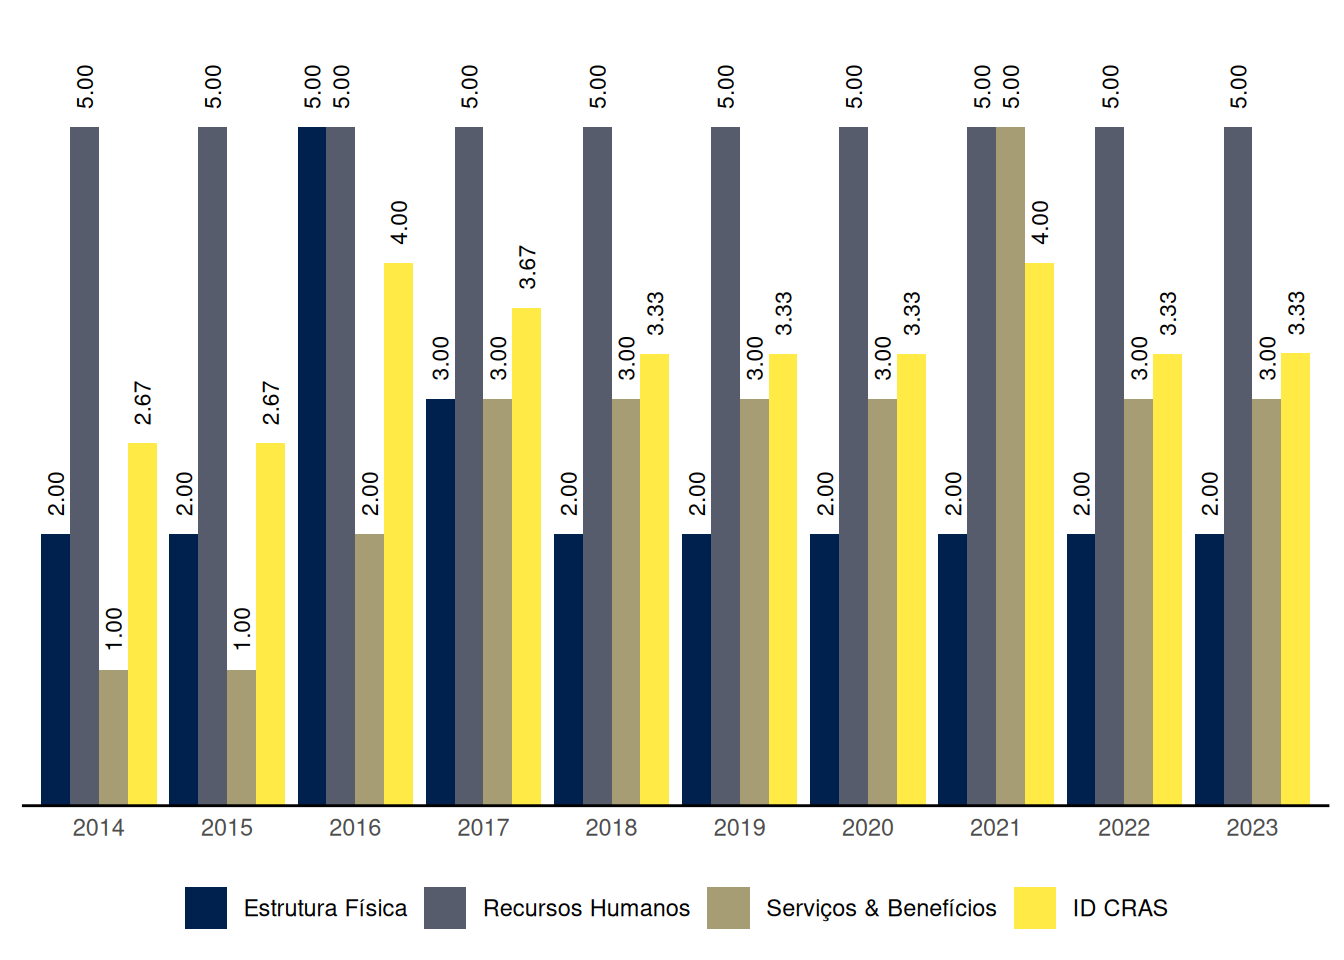 5.00 5.00 5.00 5.00 5.00 5.00 5.00 5.00 5.00 5.00 5.00 5.00
4.00 4.00
3.67
3.33 3.33 3.33 3.33 3.33
3.00 3.00 3.00 3.00 3.00 3.00 3.00
2.67 2.67
2.00 2.00 2.00 2.00 2.00 2.00 2.00 2.00 2.00
1.00 1.00
2014 2015 2016 2017 2018 2019 2020 2021 2022 2023
Estrutura Física Recursos Humanos Serviços & Benefícios ID CRAS